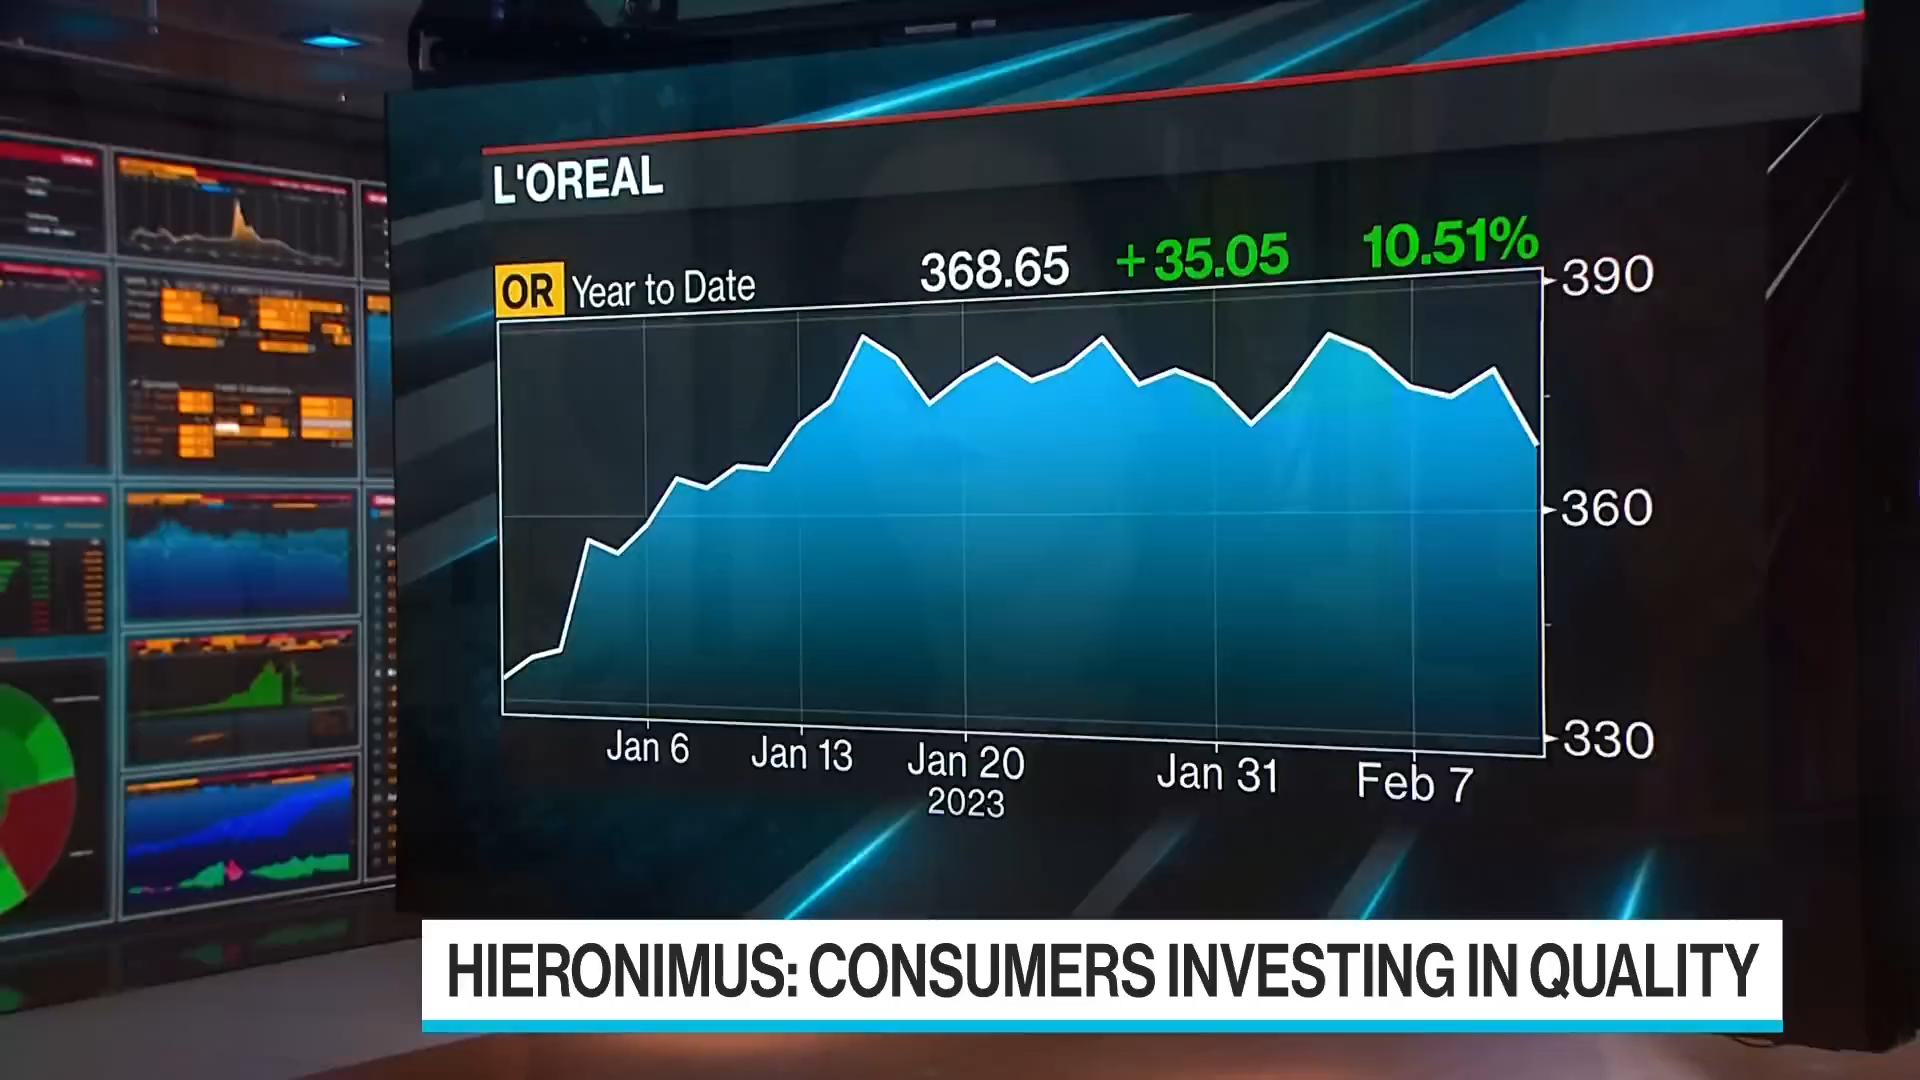 L'OREAL
OR Year to Date 368.65 +35.05 10.51%
390
360
330
Jan 6 Jan 13 Jan 20 Jan 31 Feb 7
2023
HIERONIMUS: CONSUMERS INVESTING IN QUALITY